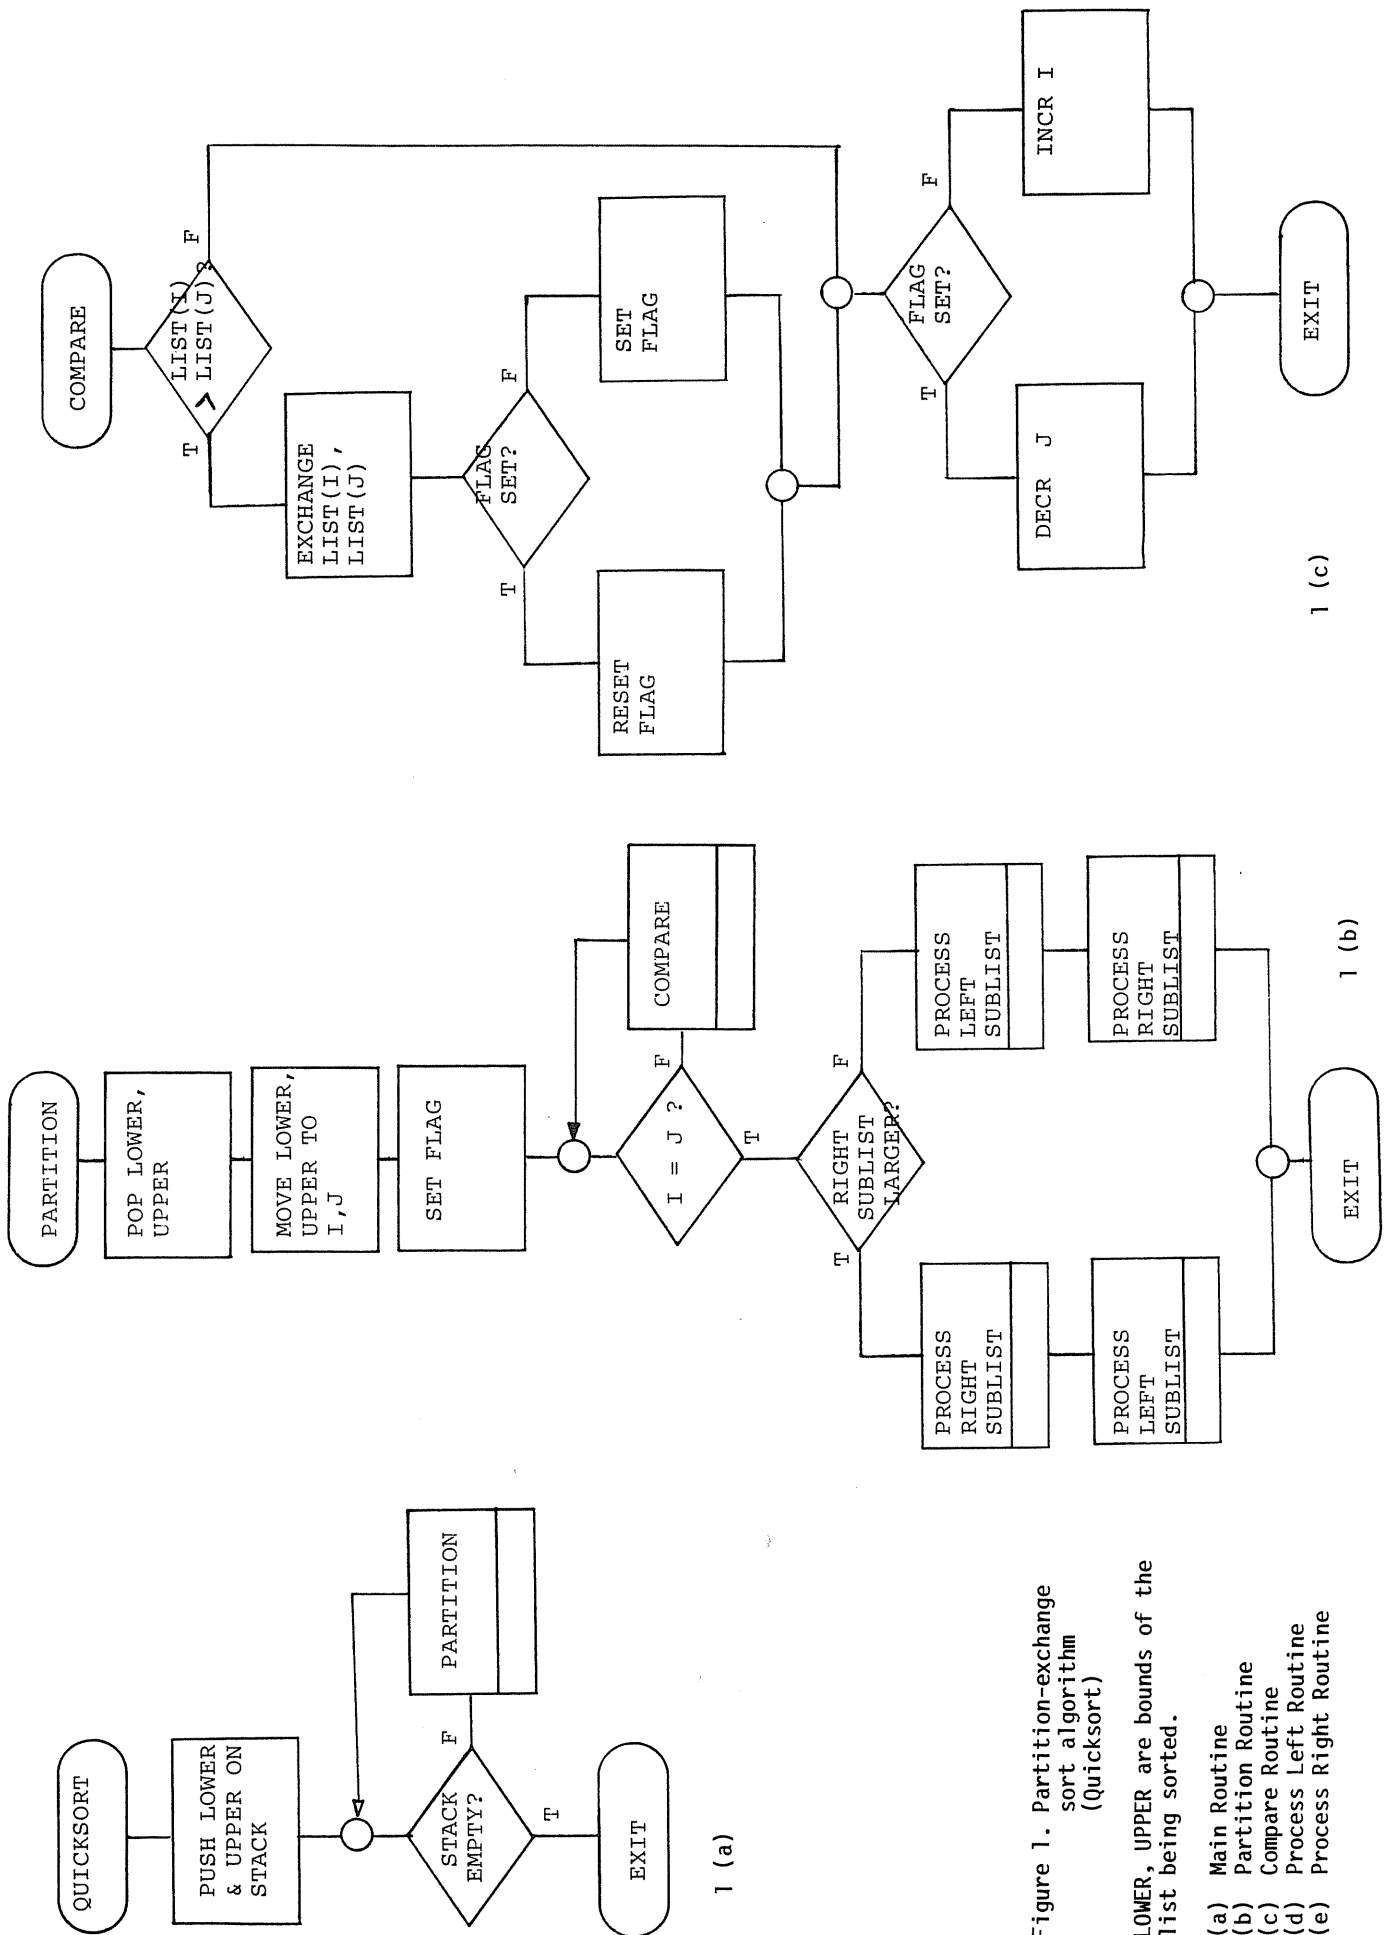 QUICKSORT
PUSH LOWER
& UPPER ON
STACK
STACK
EMPTY?
F
PARTITION
T
EXIT
1 (a)
Figure 1. Partition-exchange
sort algorithm
(Quicksort)
LOWER, UPPER are bounds of the
list being sorted.
(a) Main Routine
(b) Partition Routine
(c) Compare Routine
(d) Process Left Routine
(e) Process Right Routine
PARTITION
POP LOWER,
UPPER
MOVE LOWER,
UPPER TO
I,J
SET FLAG
I = J ?
F
COMPARE
T
RIGHT
SUBLIST
LARGER?
T
F
PROCESS
RIGHT
SUBLIST
PROCESS
LEFT
SUBLIST
PROCESS
LEFT
SUBLIST
PROCESS
RIGHT
SUBLIST
EXIT
1 (b)
COMPARE
LIST(I)
> LIST(J)?
T
F
EXCHANGE
LIST(I),
LIST(J)
FLAG
SET?
T
F
RESET
FLAG
SET
FLAG
FLAG
SET?
T
F
DECR J
INCR I
EXIT
1 (c)